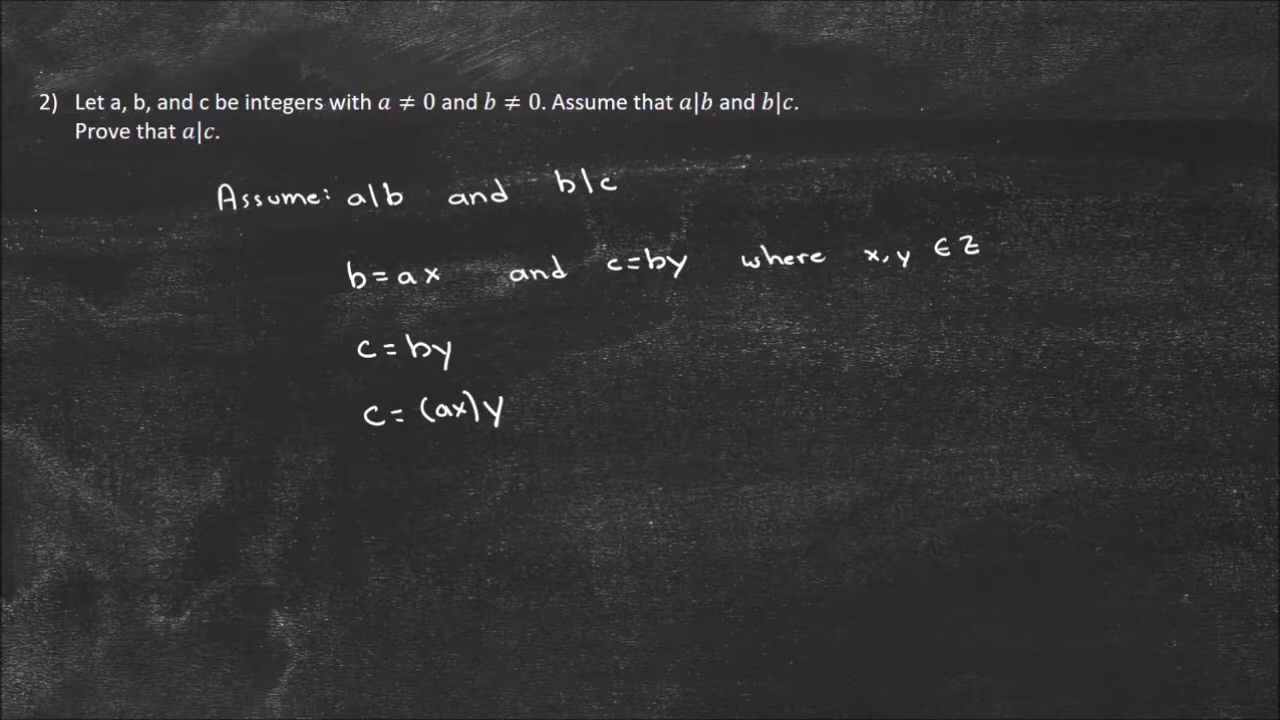 2) Let a, b, and c be integers with a ≠ 0 and b ≠ 0. Assume that a|b and b|c.
Prove that a|c.
Assume: a|b and b|c
b=ax and c=by where x, y ∈ Z
c=by
c=(ax)y